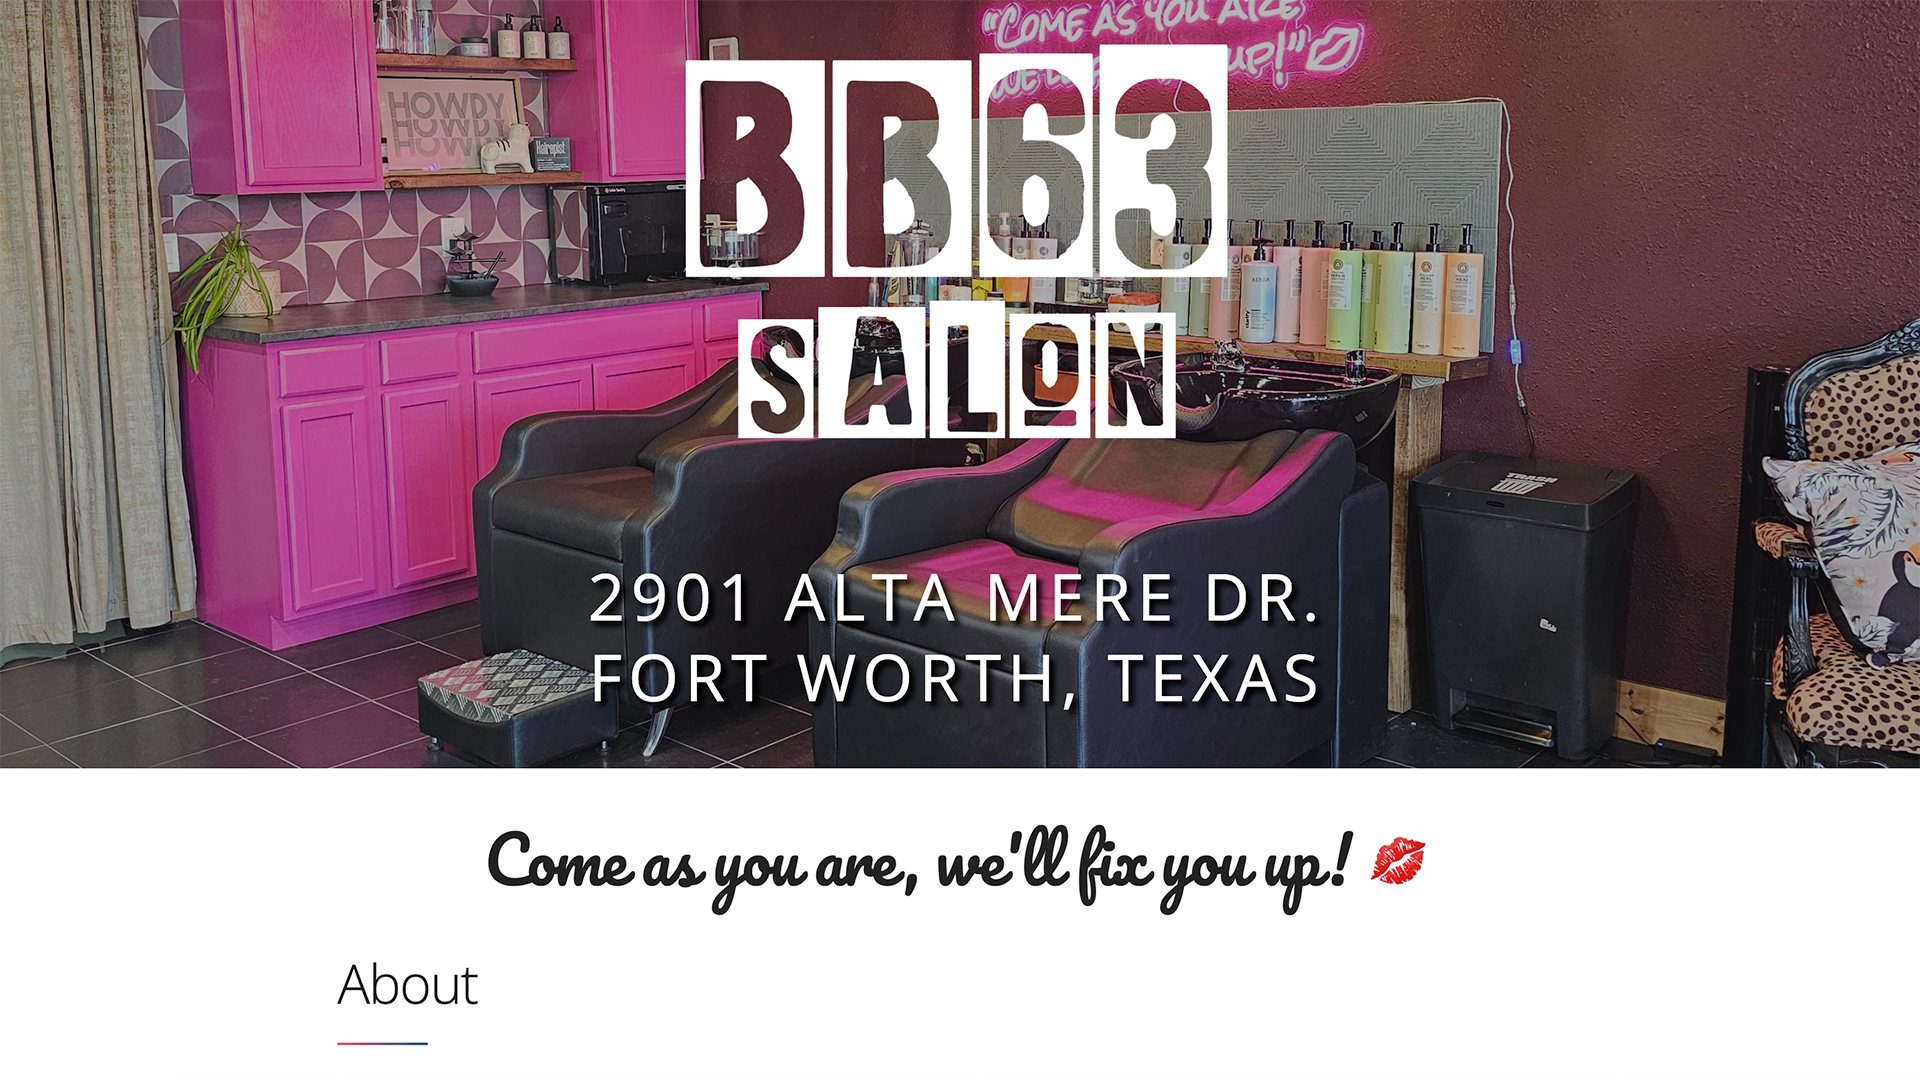 "COME AS YOU ARE,
UP!"
BB63
SALON
HOWDY
HOWDY
HOWDY
Hairapist
TRASH
2901 ALTA MERE DR.
FORT WORTH, TEXAS
Come as you are, we'll fix you up! 💋
About